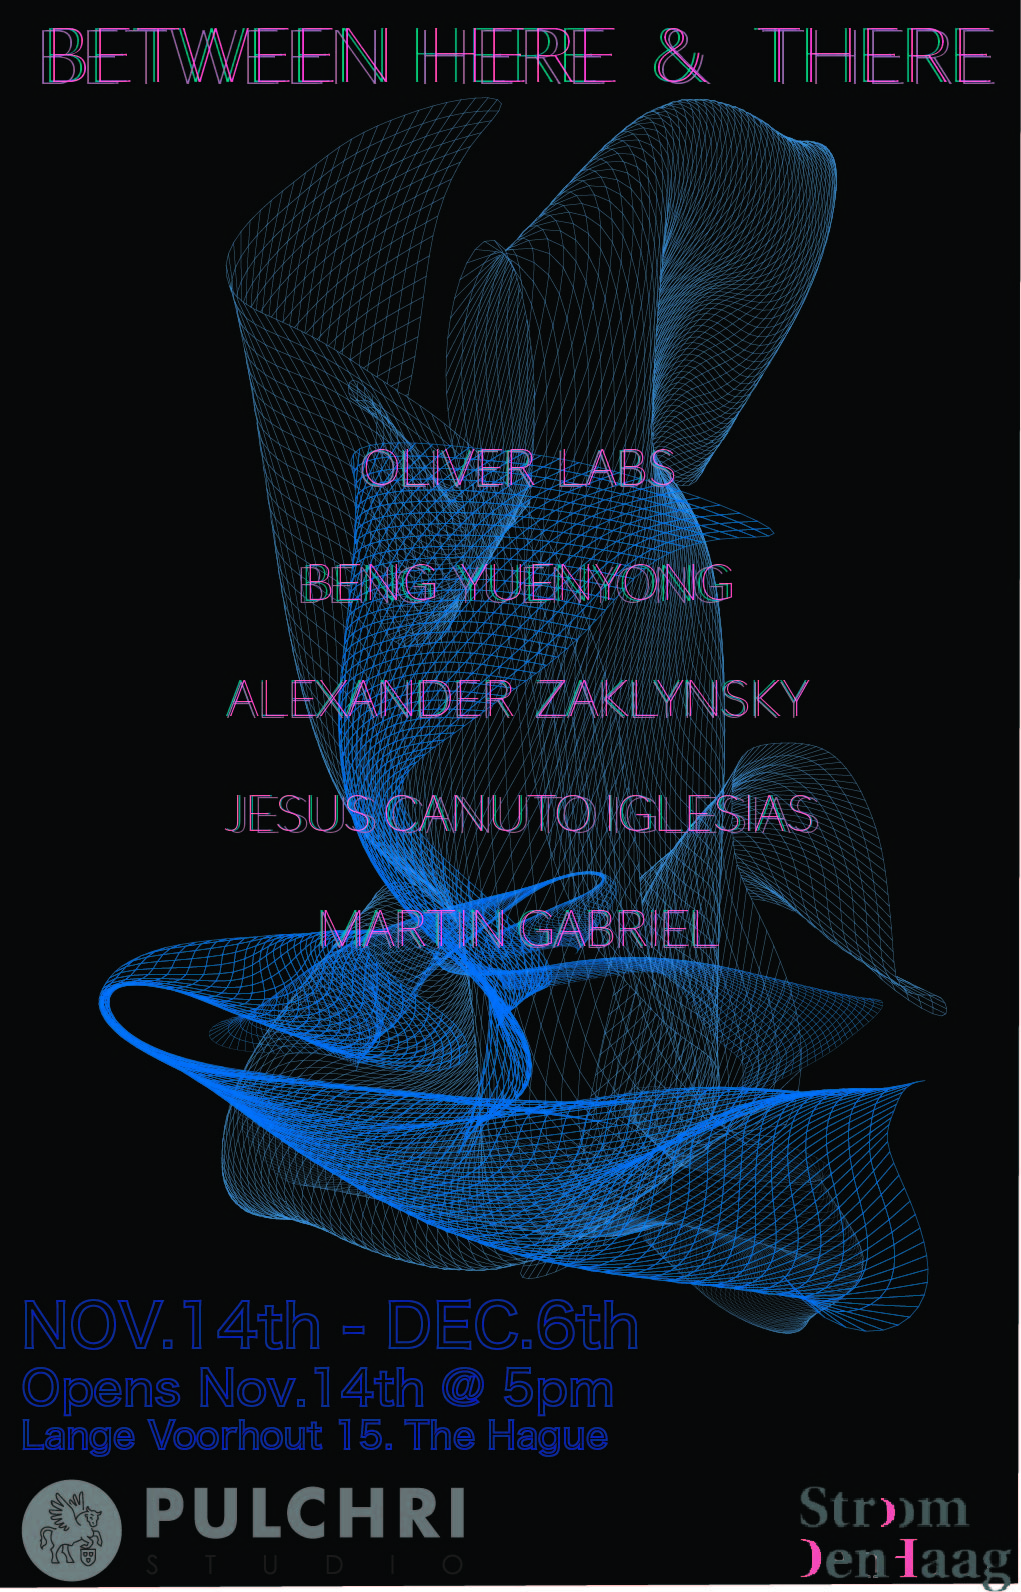 BETWEEN HERE & THERE
OLIVER LABS
BENG YUENYONG
ALEXANDER ZAKLYNSKY
JESUS CANUTO IGLESIAS
MARTIN GABRIEL
NOV.14th - DEC.6th
Opens Nov.14th @ 5pm
Lange Voorhout 15. The Hague
PULCHRI
STUDIO
Stroom
Den Haag